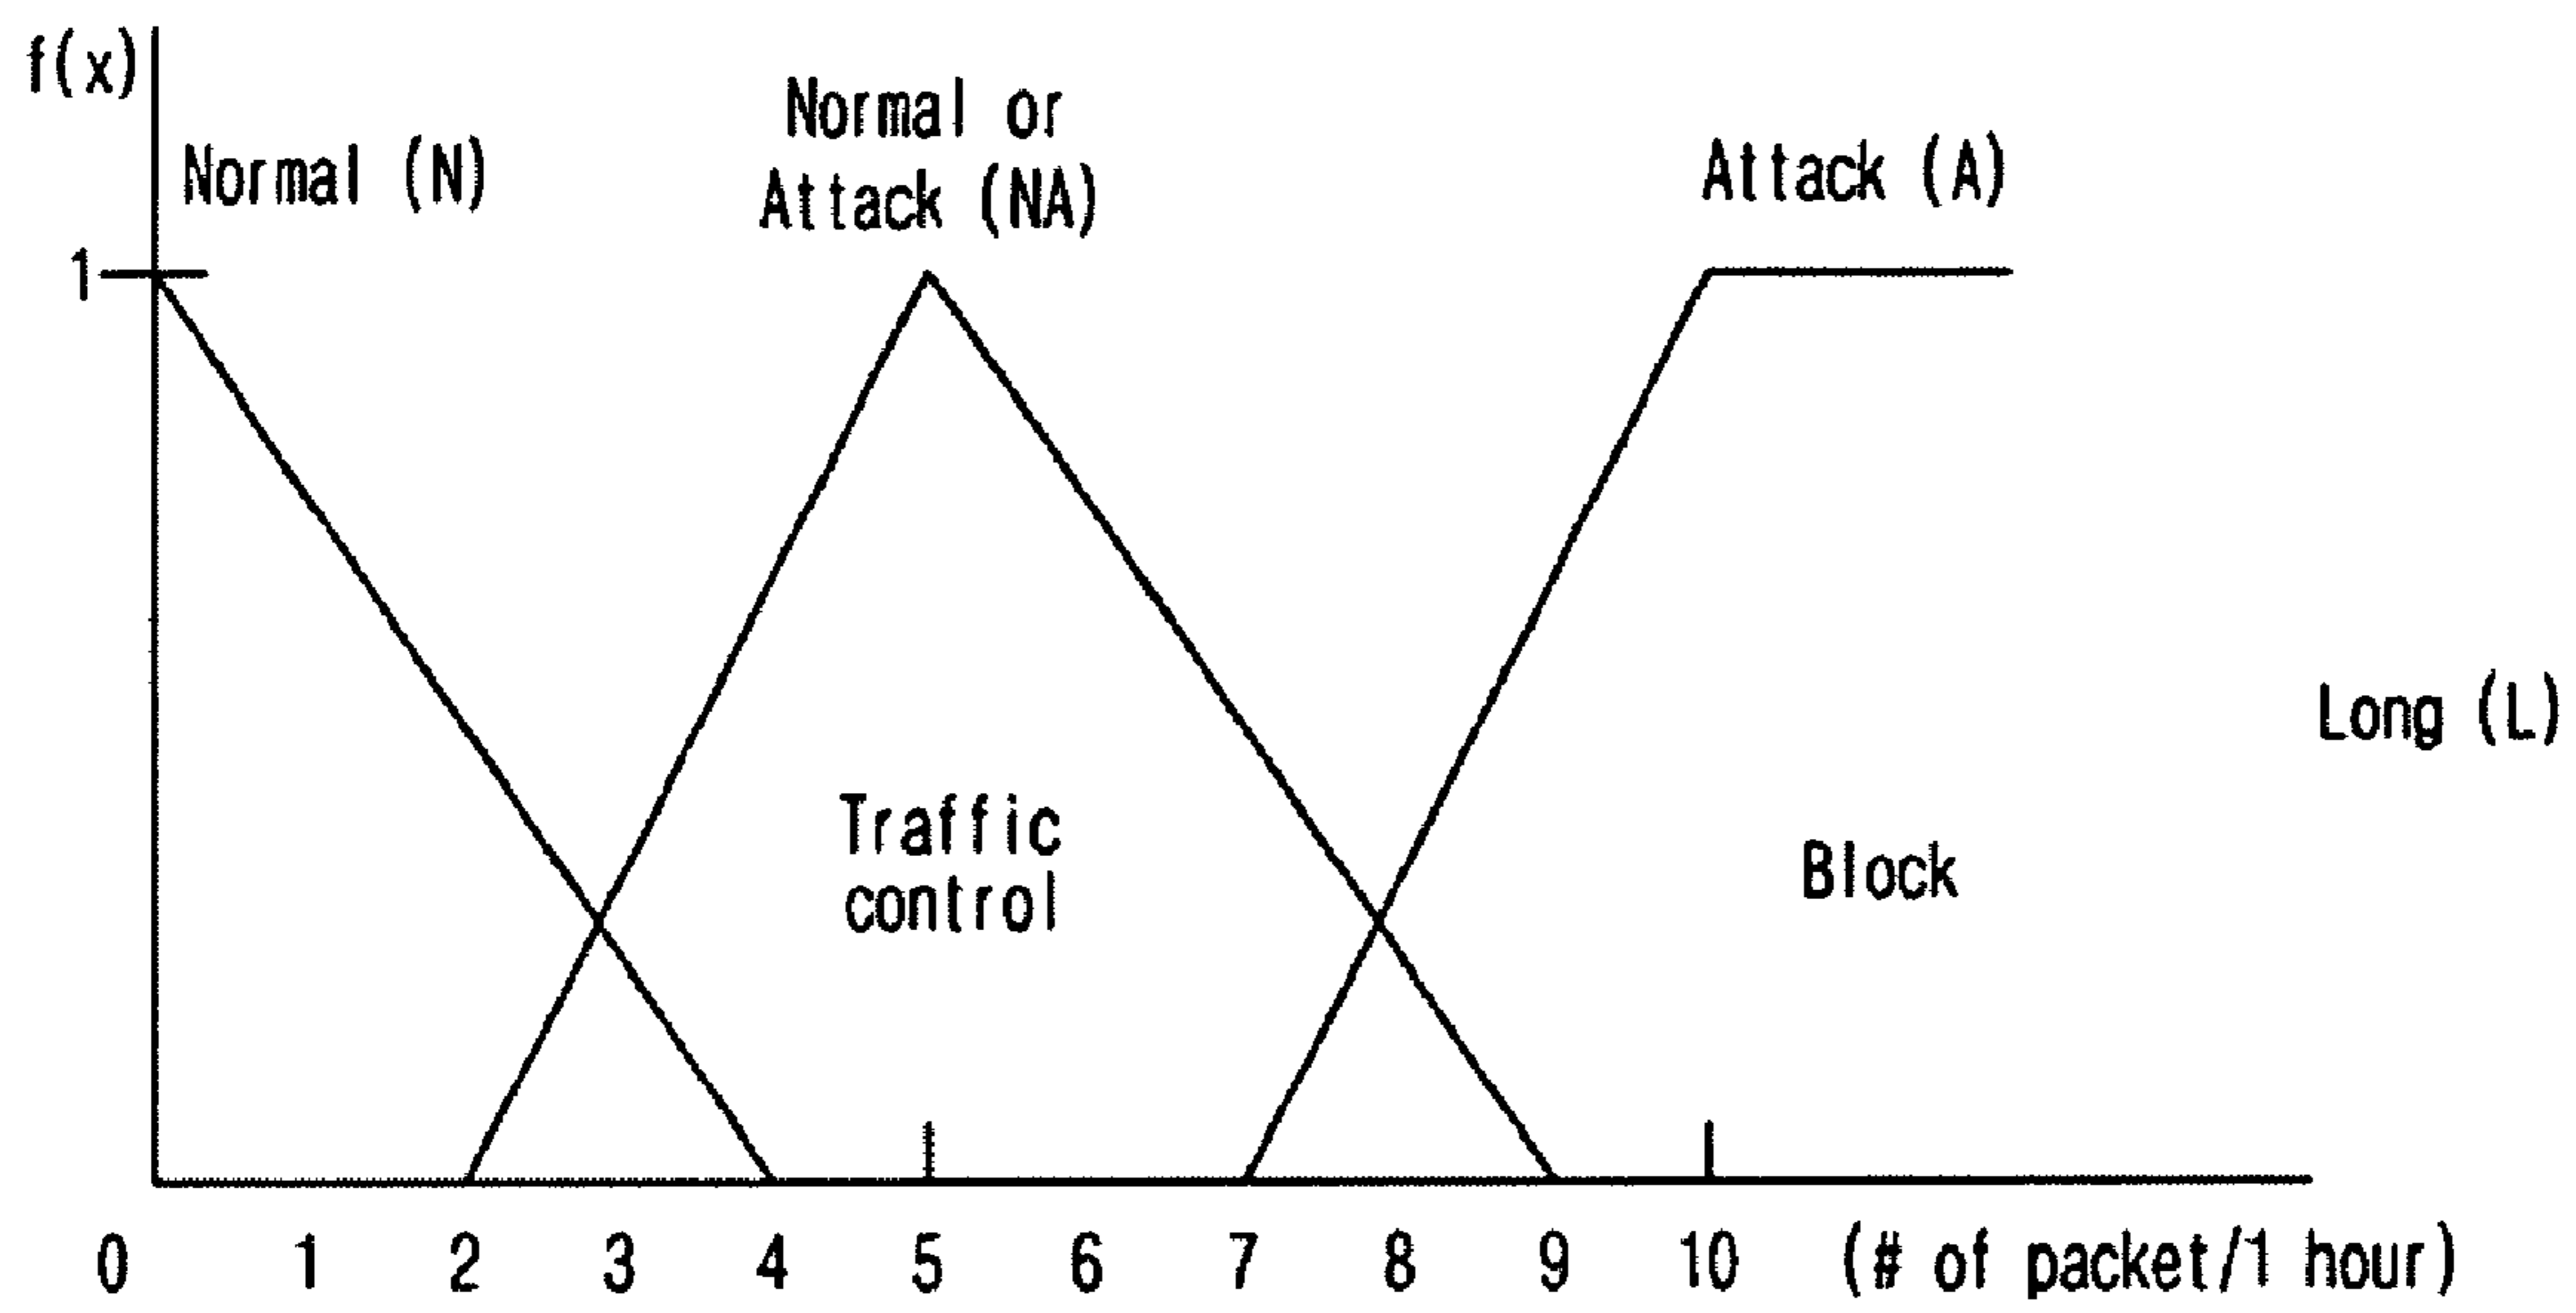 f(x)
Normal (N)
Normal or
Attack (NA)
Attack (A)
1
Long (L)
Traffic
control
Block
0 1 2 3 4 5 6 7 8 9 10 (# of packet/1 hour)